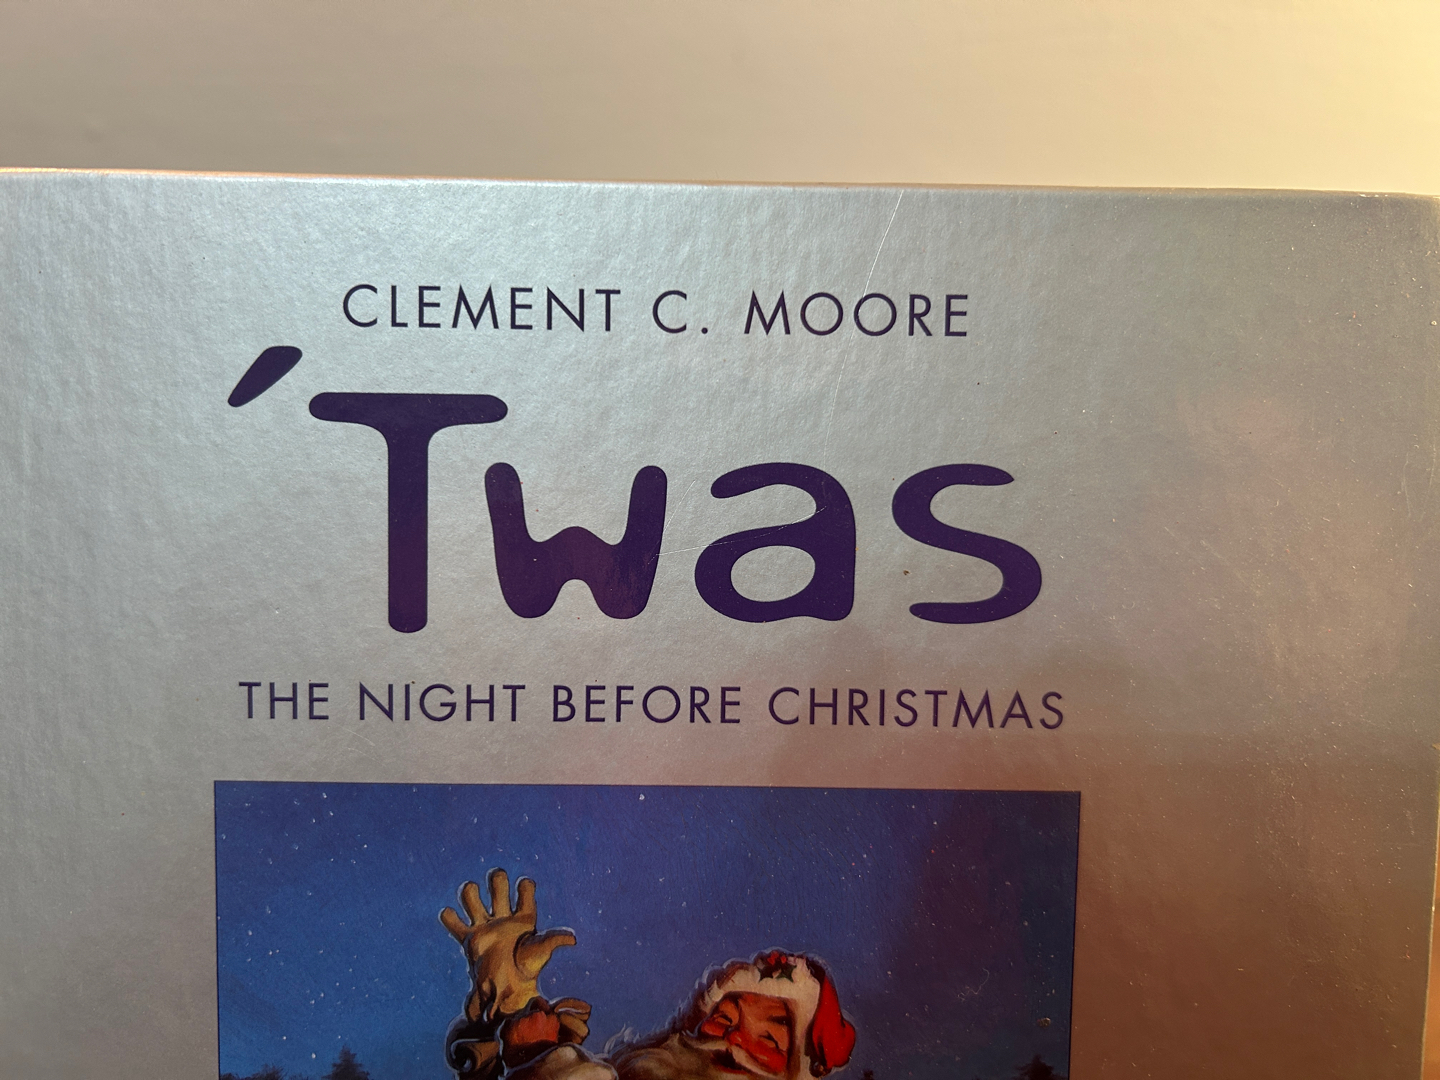 CLEMENT C. MOORE
'Twas
THE NIGHT BEFORE CHRISTMAS